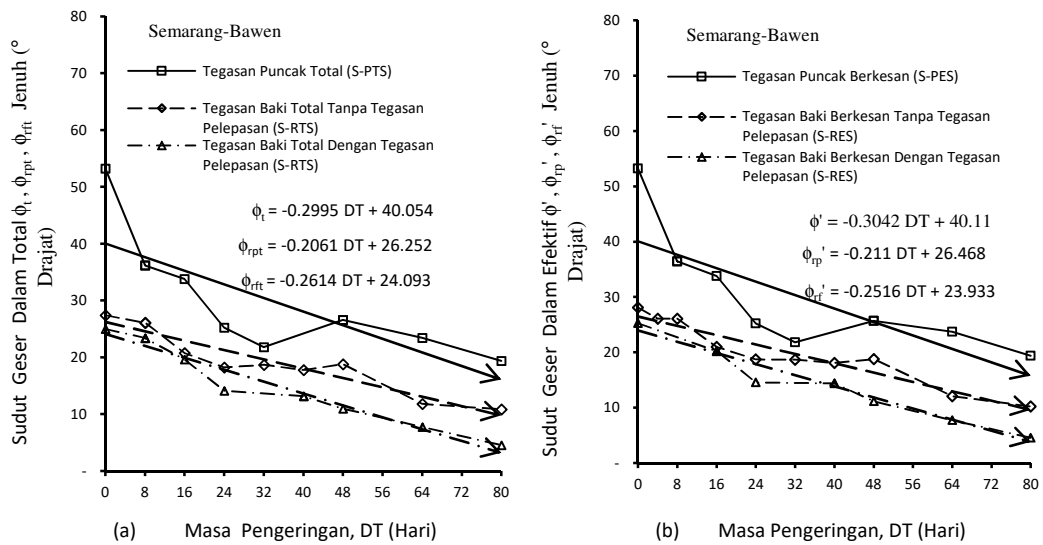 80
70
60
50
40
30
20
10
-
Sudut Geser Dalam Total ϕt , ϕrpt , ϕrft Jenuh (°
Drajat)
Semarang-Bawen
Tegasan Puncak Total (S-PTS)
Tegasan Baki Total Tanpa Tegasan
Pelepasan (S-RTS)
Tegasan Baki Total Dengan Tegasan
Pelepasan (S-RTS)
ϕt = -0.2995 DT + 40.054
ϕrpt = -0.2061 DT + 26.252
ϕrft = -0.2614 DT + 24.093
0 8 16 24 32 40 48 56 64 72 80
(a) Masa Pengeringan, DT (Hari)
80
70
60
50
40
30
20
10
-
Sudut Geser Dalam Efektif ϕ', ϕrp', ϕrf' Jenuh (°
Drajat)
Semarang-Bawen
Tegasan Puncak Berkesan (S-PES)
Tegasan Baki Berkesan Tanpa Tegasan
Pelepasan (S-RES)
Tegasan Baki Berkesan Dengan Tegasan
Pelepasan (S-RES)
ϕ' = -0.3042 DT + 40.11
ϕrp' = -0.211 DT + 26.468
ϕrf' = -0.2516 DT + 23.933
0 8 16 24 32 40 48 56 64 72 80
(b) Masa Pengeringan, DT (Hari)